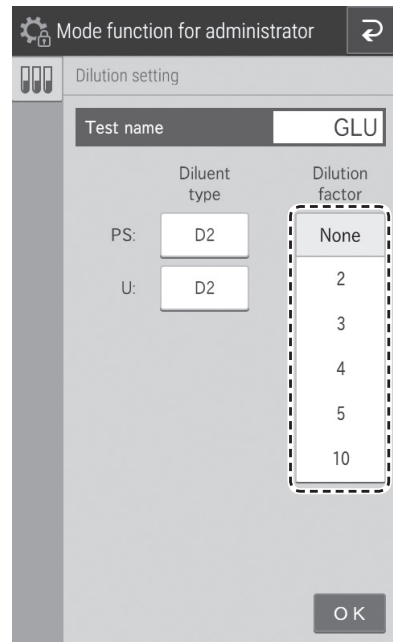 Mode function for administrator
Dilution setting
Test name GLU
Diluent type
Dilution factor
PS: D2 None
U: D2 2
3
4
5
10
OK